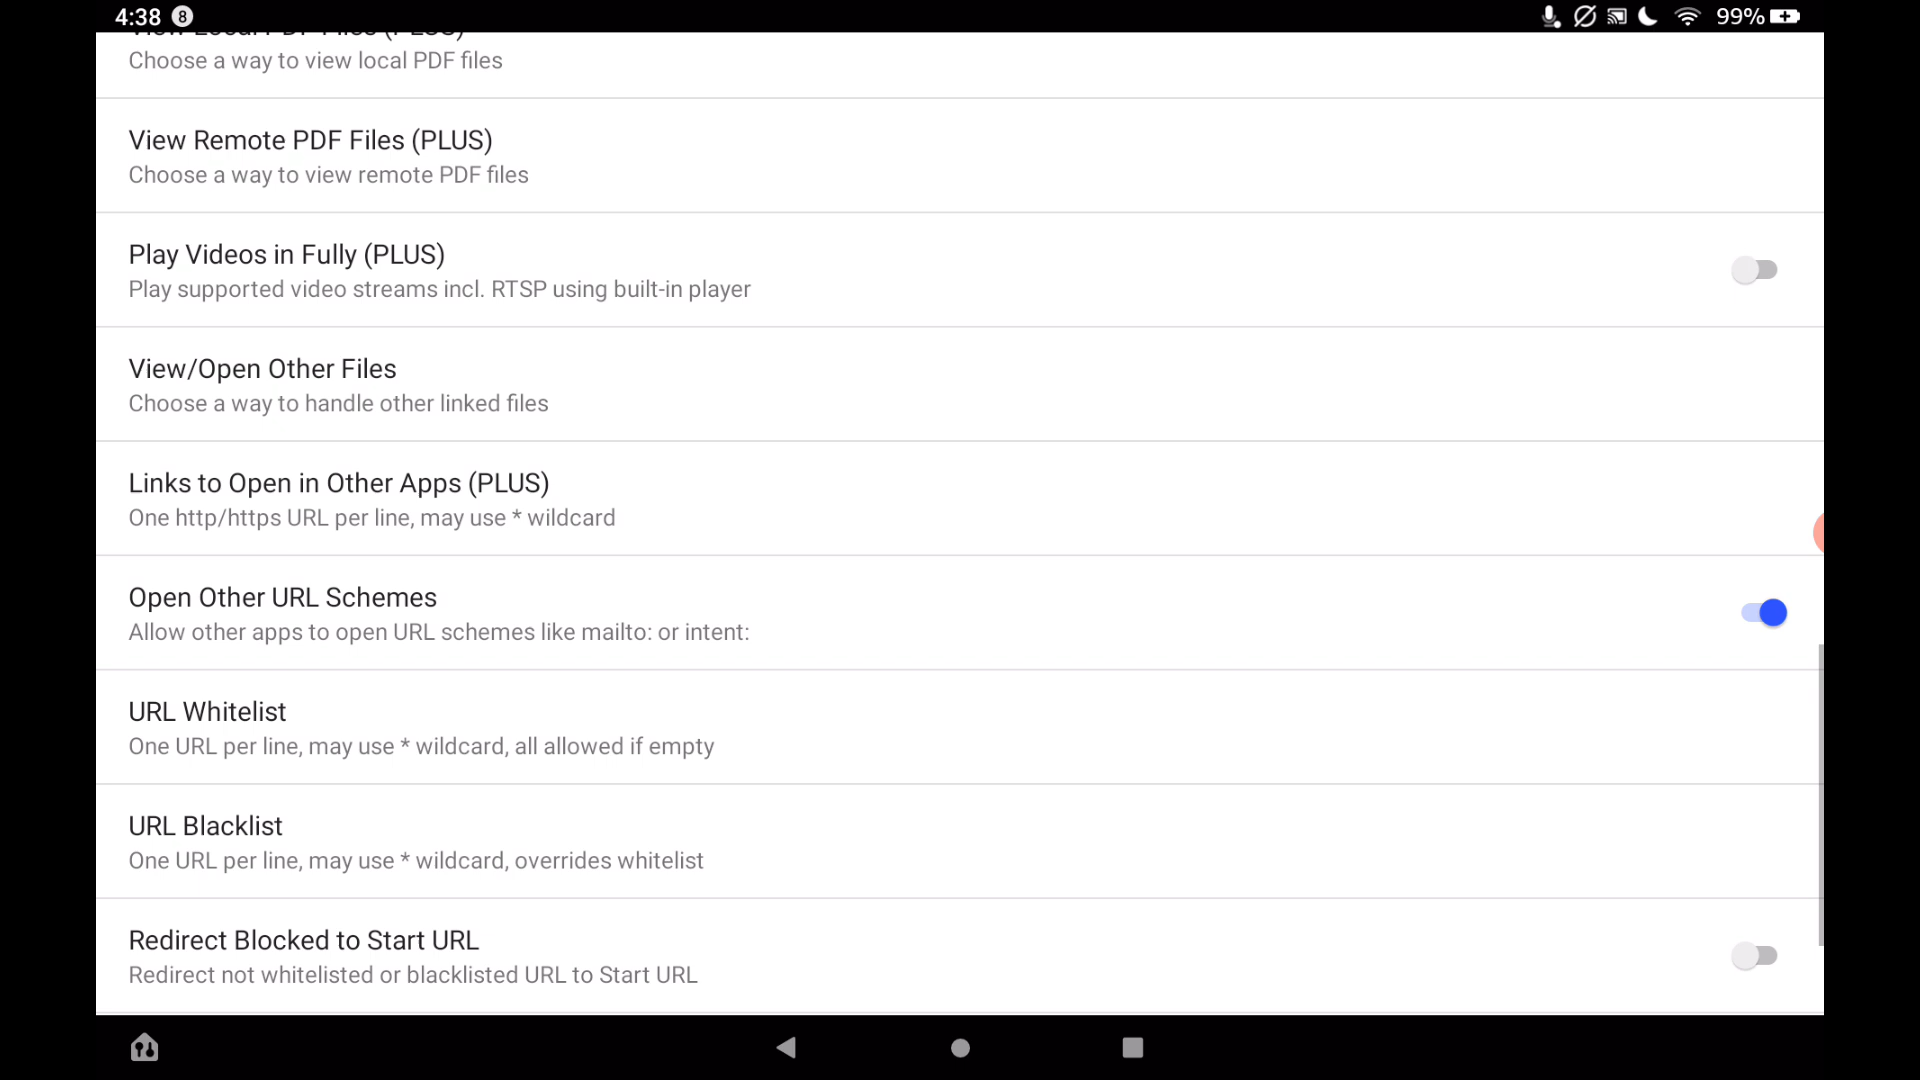 4:38 8
99%
View Local PDF Files (PLUS)
Choose a way to view local PDF files
View Remote PDF Files (PLUS)
Choose a way to view remote PDF files
Play Videos in Fully (PLUS)
Play supported video streams incl. RTSP using built-in player
View/Open Other Files
Choose a way to handle other linked files
Links to Open in Other Apps (PLUS)
One http/https URL per line, may use * wildcard
Open Other URL Schemes
Allow other apps to open URL schemes like mailto: or intent:
URL Whitelist
One URL per line, may use * wildcard, all allowed if empty
URL Blacklist
One URL per line, may use * wildcard, overrides whitelist
Redirect Blocked to Start URL
Redirect not whitelisted or blacklisted URL to Start URL